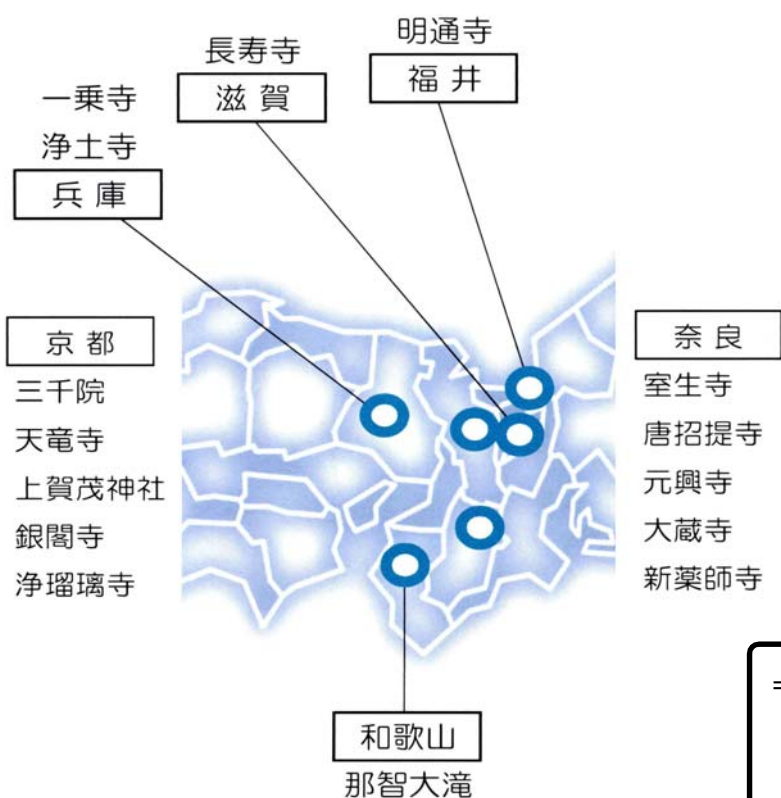 明通寺
福井
長寿寺
滋賀
一乗寺
浄土寺
兵庫
京都
三千院
天竜寺
上賀茂神社
銀閣寺
浄瑠璃寺
奈良
室生寺
唐招提寺
元興寺
大蔵寺
新薬師寺
和歌山
那智大滝